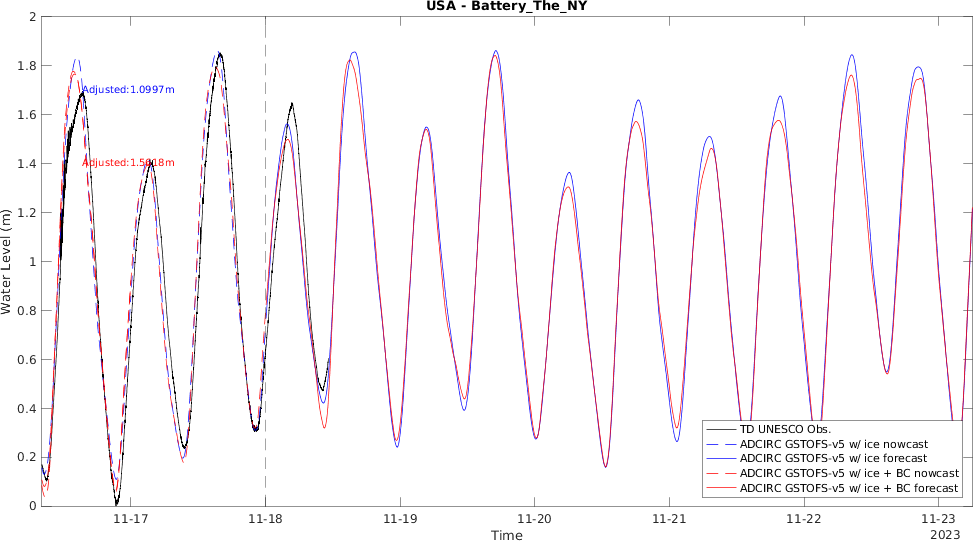 USA - Battery_The_NY
2
1.8
1.6
1.4
1.2
1
0.8
0.6
0.4
0.2
0
Water Level (m)
Adjusted:1.0997m
11-17
11-18
11-19
11-20
11-21
11-22
11-23
Time
2023
TD UNESCO Obs.
ADCIRC GSTOFS-v5 w/ ice nowcast
ADCIRC GSTOFS-v5 w/ ice forecast
ADCIRC GSTOFS-v5 w/ ice + BC nowcast
ADCIRC GSTOFS-v5 w/ ice + BC forecast